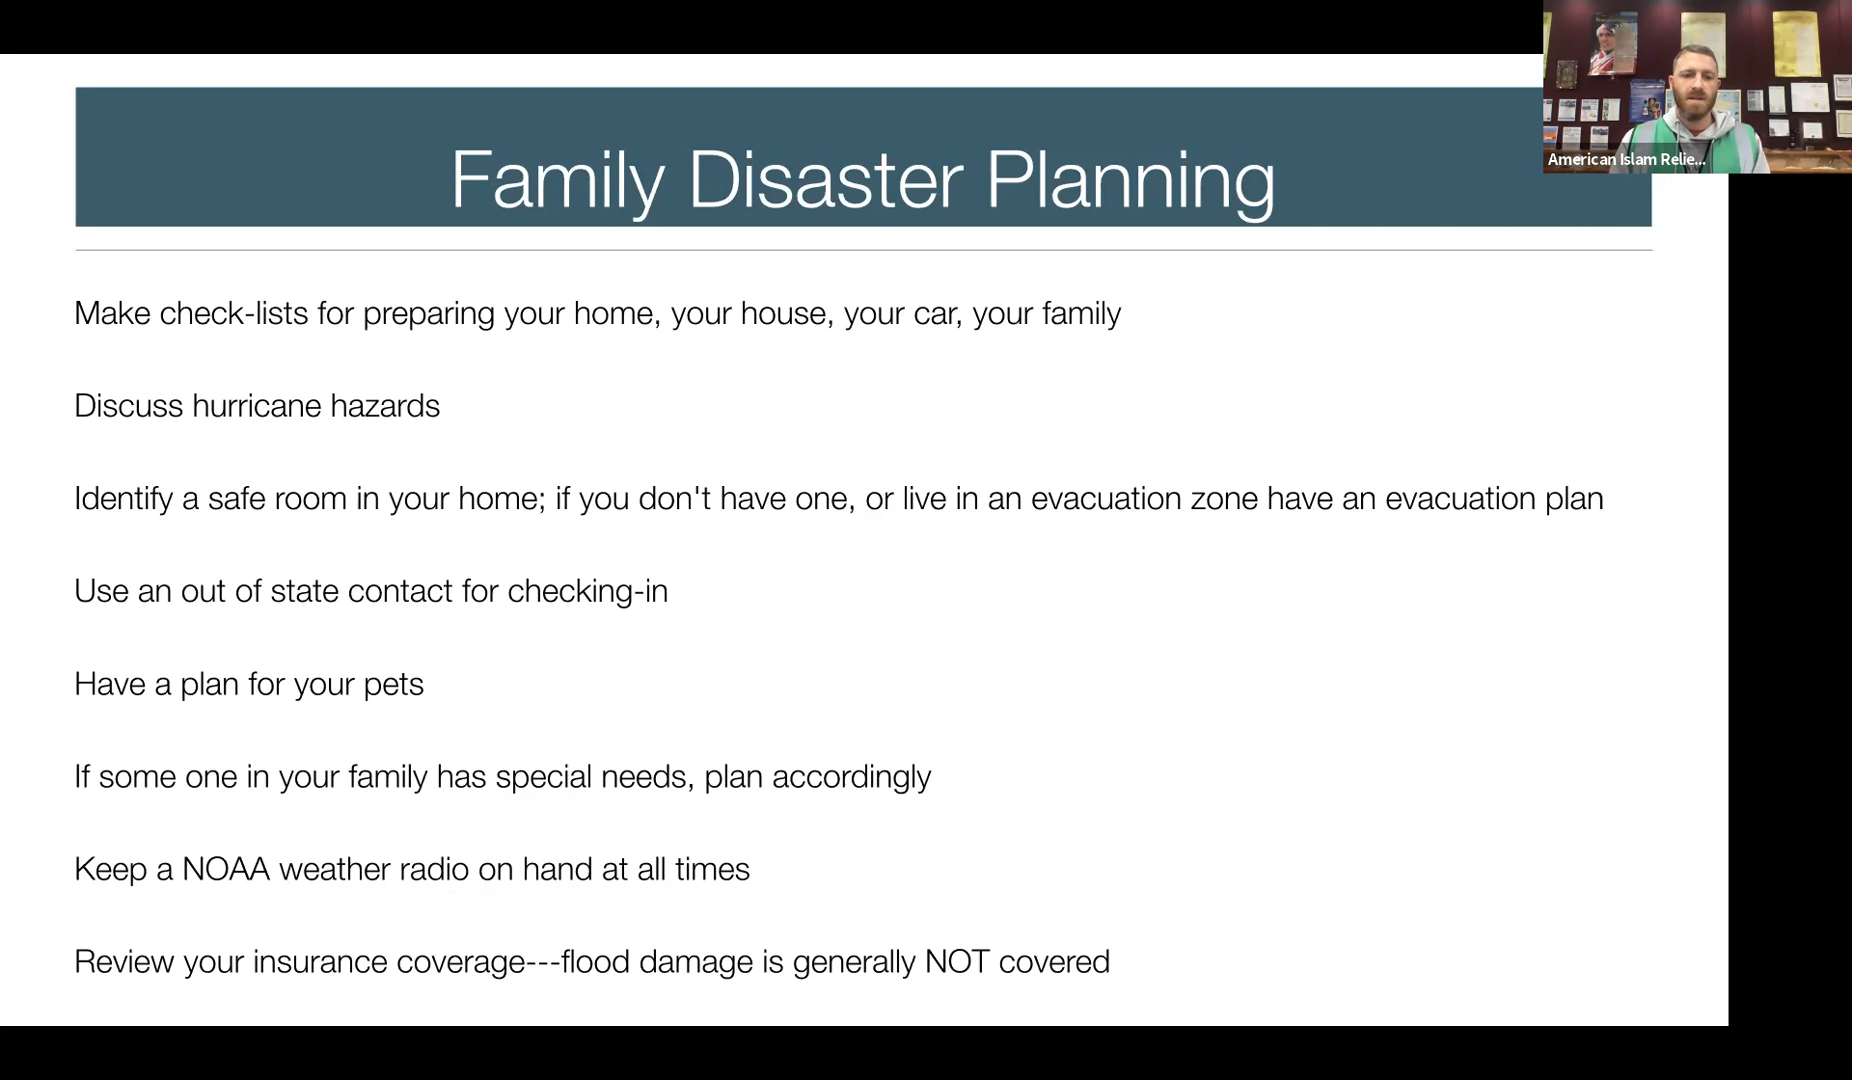 Family Disaster Planning
American Islam Relie...
Make check-lists for preparing your home, your house, your car, your family
Discuss hurricane hazards
Identify a safe room in your home; if you don't have one, or live in an evacuation zone have an evacuation plan
Use an out of state contact for checking-in
Have a plan for your pets
If some one in your family has special needs, plan accordingly
Keep a NOAA weather radio on hand at all times
Review your insurance coverage---flood damage is generally NOT covered